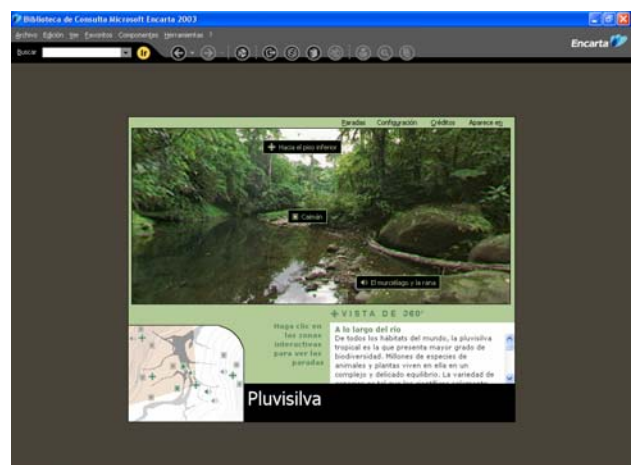 Biblioteca de Consulta Microsoft Encarta 2003
Archivo Edición Ver Favoritos Componentes Herramientas ?
Buscar Ir
Encarta
Paradas Configuración Créditos Aparece en
Hacia el piso inferior
Caimán
El murciélago y la rana
VISTA DE 360°
Haga clic en
las zonas
interactivas
para ver las
paradas
A lo largo del río
De todos los hábitats del mundo, la pluvisilva
tropical es la que presenta mayor grado de
biodiversidad. Millones de especies de
animales y plantas viven en ella en un
complejo y delicado equilibrio. La variedad de
Pluvisilva